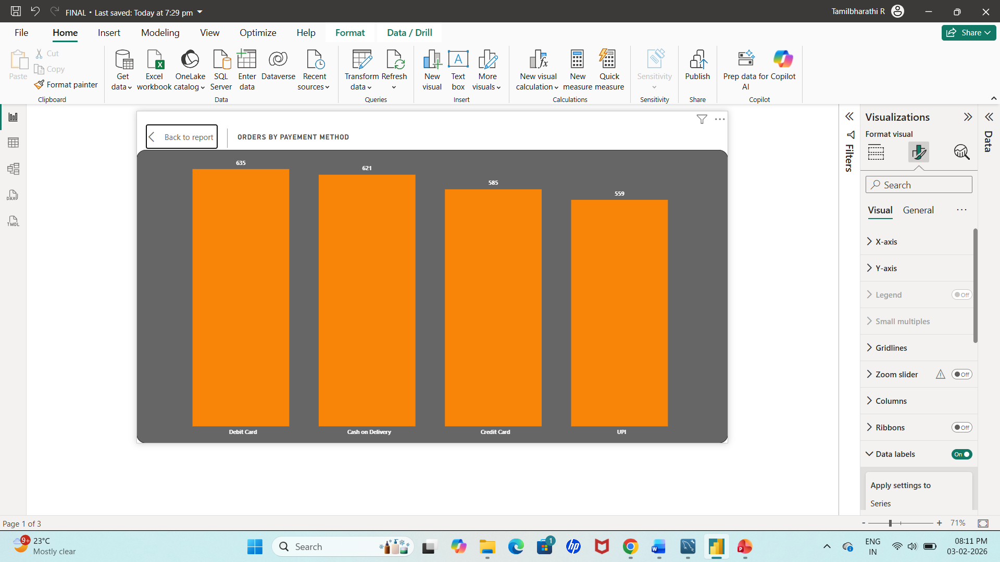 FINAL • Last saved: Today at 7:29 pm
Tamilbharathi R
File
Home
Insert
Modeling
View
Optimize
Help
Format
Data / Drill
Share
Paste
Cut
Copy
Format painter
Clipboard
Get data
Excel workbook
OneLake catalog
SQL Server
Enter data
Dataverse
Recent sources
Data
Transform data
Refresh
Queries
New visual
Text box
More visuals
Insert
New visual calculation
New measure
Quick measure
Calculations
Sensitivity
Sensitivity
Publish
Share
Prep data for AI
Copilot
Copilot
DAX
TMDL
Back to report
ORDERS BY PAYEMENT METHOD
635
621
585
559
Debit Card
Cash on Delivery
Credit Card
UPI
Filters
Visualizations
Format visual
Search
Visual
General
X-axis
Y-axis
Legend
Off
Small multiples
Gridlines
Zoom slider
Off
Columns
Ribbons
Off
Data labels
On
Apply settings to
Series
Data
Page 1 of 3
71%
9+
23°C
Mostly clear
Search
1
ENG
IN
08:11 PM
03-02-2026